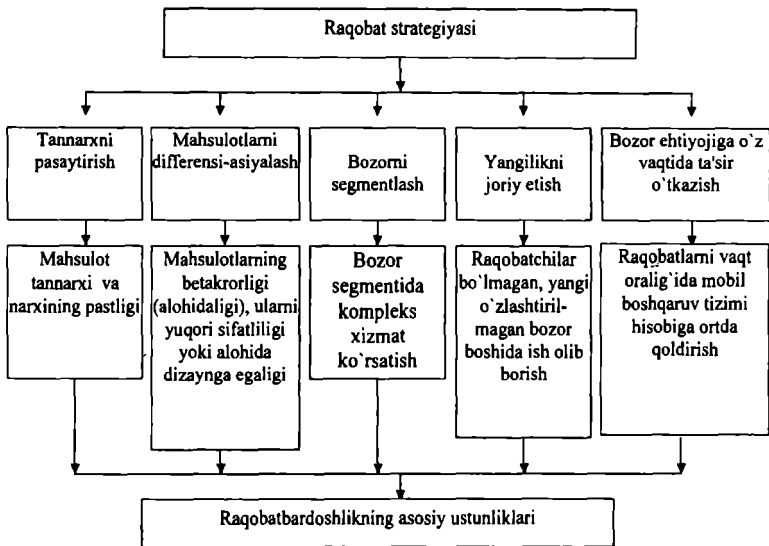 Raqobat strategiyasi
Tannarxni
pasaytirish
Mahsulotlarni
differensi-asiyalash
Bozorni
segmentlash
Yangilikni
joriy etish
Bozor ehtiyojiga o`z
vaqtida ta'sir
o`tkazish
Mahsulot
tannarxi va
narxining pastligi
Mahsulotlarning
betakrorligi
(alohidaligi), ularni
yuqori sifatliligi
yoki alohida
dizaynga egaligi
Bozor
segmentida
kompleks
xizmat
ko`rsatish
Raqobatchilar
bo`lmagan, yangi
o`zlashtiril-
magan bozor
boshida ish olib
borish
Raqobatlarni vaqt
oralig`ida mobil
boshqaruv tizimi
hisobiga ortda
qoldirish
Raqobatbardoshlikning asosiy ustunliklari